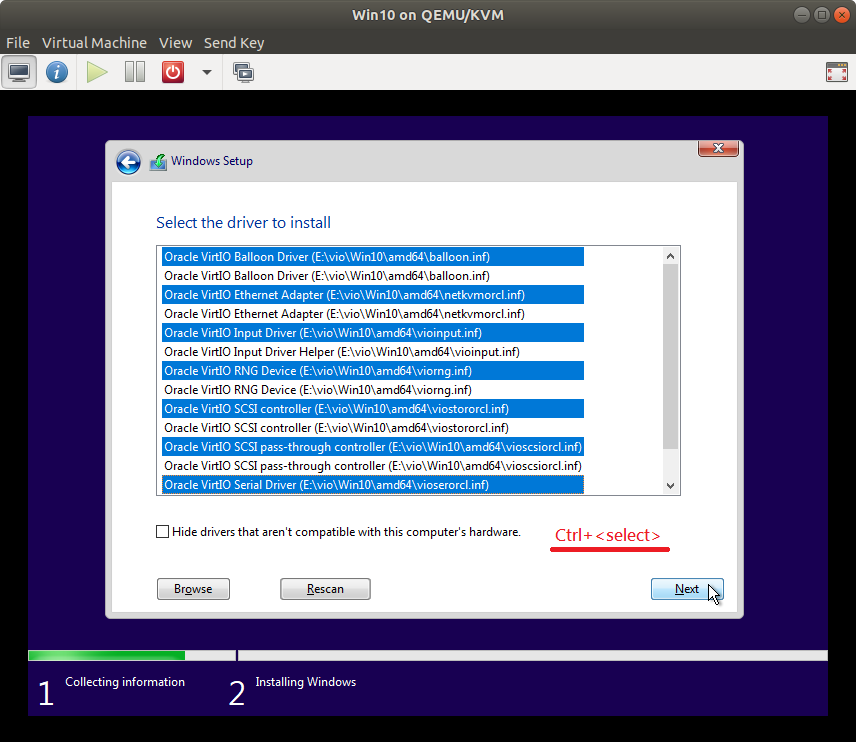 Win10 on QEMU/KVM
File Virtual Machine View Send Key
Windows Setup
Select the driver to install
Oracle VirtIO Balloon Driver (E:\vio\Win10\amd64\balloon.inf)
Oracle VirtIO Balloon Driver (E:\vio\Win10\amd64\balloon.inf)
Oracle VirtIO Ethernet Adapter (E:\vio\Win10\amd64\netkvmorcl.inf)
Oracle VirtIO Ethernet Adapter (E:\vio\Win10\amd64\netkvmorcl.inf)
Oracle VirtIO Input Driver (E:\vio\Win10\amd64\vioinput.inf)
Oracle VirtIO Input Driver Helper (E:\vio\Win10\amd64\vioinput.inf)
Oracle VirtIO RNG Device (E:\vio\Win10\amd64\viorng.inf)
Oracle VirtIO RNG Device (E:\vio\Win10\amd64\viorng.inf)
Oracle VirtIO SCSI controller (E:\vio\Win10\amd64\viostororcl.inf)
Oracle VirtIO SCSI controller (E:\vio\Win10\amd64\viostororcl.inf)
Oracle VirtIO SCSI pass-through controller (E:\vio\Win10\amd64\vioscsiorcl.inf)
Oracle VirtIO SCSI pass-through controller (E:\vio\Win10\amd64\vioscsiorcl.inf)
Oracle VirtIO Serial Driver (E:\vio\Win10\amd64\vioserorcl.inf)
Hide drivers that aren't compatible with this computer's hardware.
Ctrl+<select>
Browse Rescan Next
1 Collecting information 2 Installing Windows